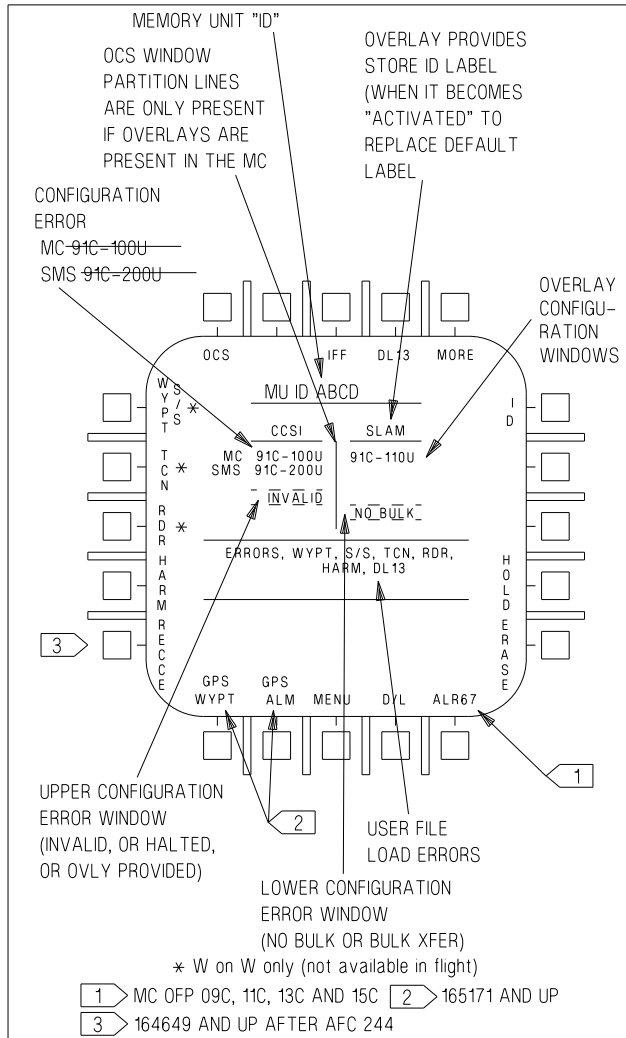 MEMORY UNIT "ID"
OCS WINDOW
PARTITION LINES
ARE ONLY PRESENT
IF OVERLAYS ARE
PRESENT IN THE MC
OVERLAY PROVIDES
STORE ID LABEL
(WHEN IT BECOMES
"ACTIVATED" TO
REPLACE DEFAULT
LABEL
CONFIGURATION
ERROR
MC 91C-100U
SMS 91C-200U
OVERLAY
CONFIGU-
RATION
WINDOWS
OCS IFF DL13 MORE
WYPT S/S *
TCN *
RDR *
HARM
RECCE
ID
HOLD
ERASE
MU ID ABCD
CCSI SLAM
MC 91C-100U 91C-110U
SMS 91C-200U
INVALID
NO BULK
ERRORS, WYPT, S/S, TCN, RDR,
HARM, DL13
GPS GPS
WYPT ALM MENU D/L ALR67
3
1
2
UPPER CONFIGURATION
ERROR WINDOW
(INVALID, OR HALTED,
OR OVLY PROVIDED)
USER FILE
LOAD ERRORS
LOWER CONFIGURATION
ERROR WINDOW
(NO BULK OR BULK XFER)
* W on W only (not available in flight)
1 MC OFP 09C, 11C, 13C AND 15C 2 165171 AND UP
3 164649 AND UP AFTER AFC 244